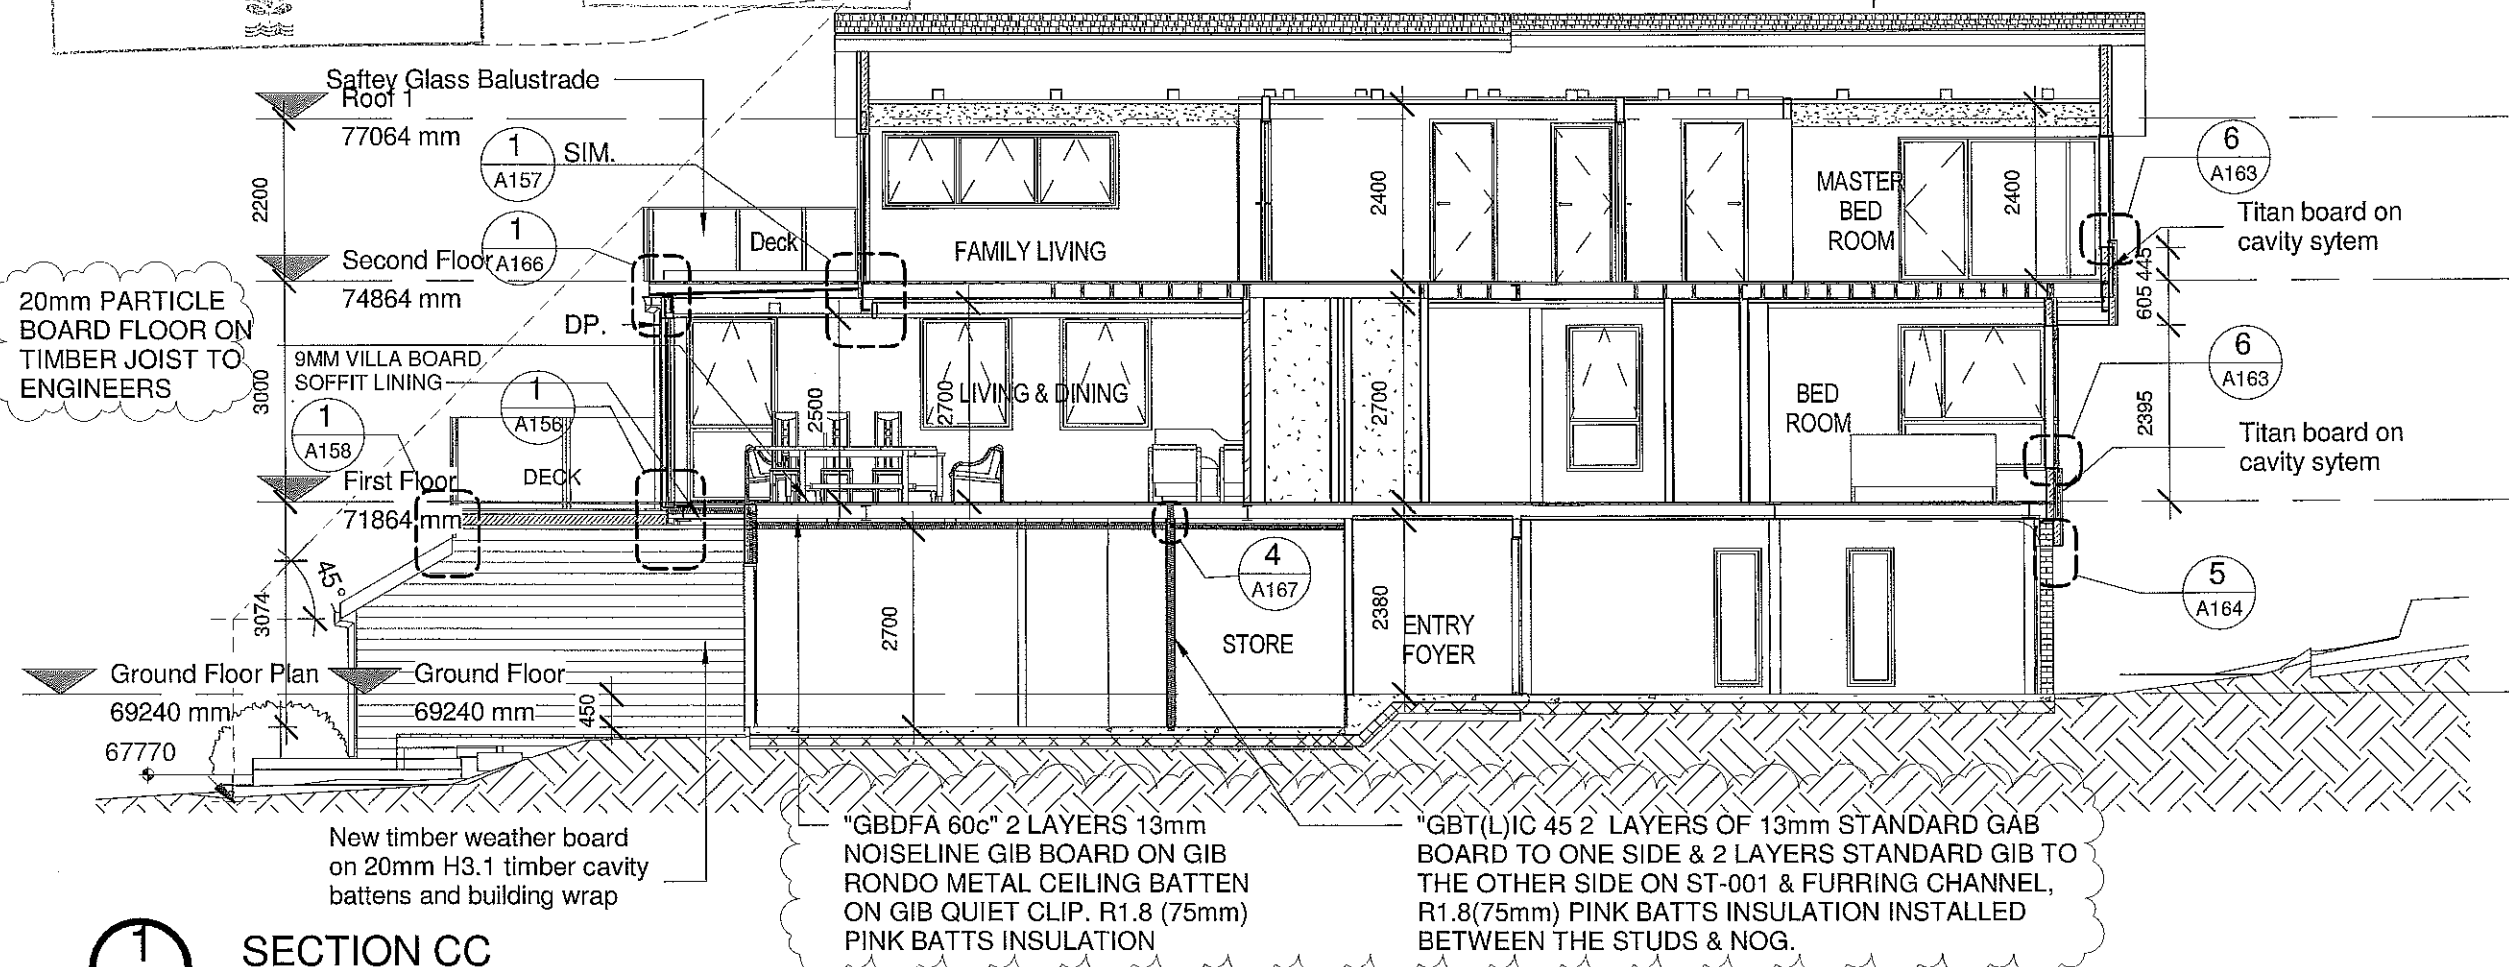 Saftey Glass Balustrade
Roof 1
77064 mm
1
A157
SIM.
2200
Second Floor
74864 mm
1
A166
Deck
FAMILY LIVING
2400
MASTER
BED
ROOM
2400
6
A163
Titan board on
cavity sytem
445
605
20mm PARTICLE
BOARD FLOOR ON
TIMBER JOIST TO
ENGINEERS
DP.
3000
9MM VILLA BOARD
SOFFIT LINING
1
A156
1
A158
2500
2700
LIVING & DINING
2700
BED
ROOM
6
A163
2395
Titan board on
cavity sytem
First Floor
71864 mm
DECK
45°
3074
2700
4
A167
STORE
2380
ENTRY
FOYER
5
A164
Ground Floor Plan
69240 mm
Ground Floor
69240 mm
450
67770
New timber weather board
on 20mm H3.1 timber cavity
battens and building wrap
"GBDFA 60c" 2 LAYERS 13mm
NOISELINE GIB BOARD ON GIB
RONDO METAL CEILING BATTEN
ON GIB QUIET CLIP. R1.8 (75mm)
PINK BATTS INSULATION
"GBT(L)IC 45 2 LAYERS OF 13mm STANDARD GAB
BOARD TO ONE SIDE & 2 LAYERS STANDARD GIB TO
THE OTHER SIDE ON ST-001 & FURRING CHANNEL,
R1.8(75mm) PINK BATTS INSULATION INSTALLED
BETWEEN THE STUDS & NOG.
1
SECTION CC